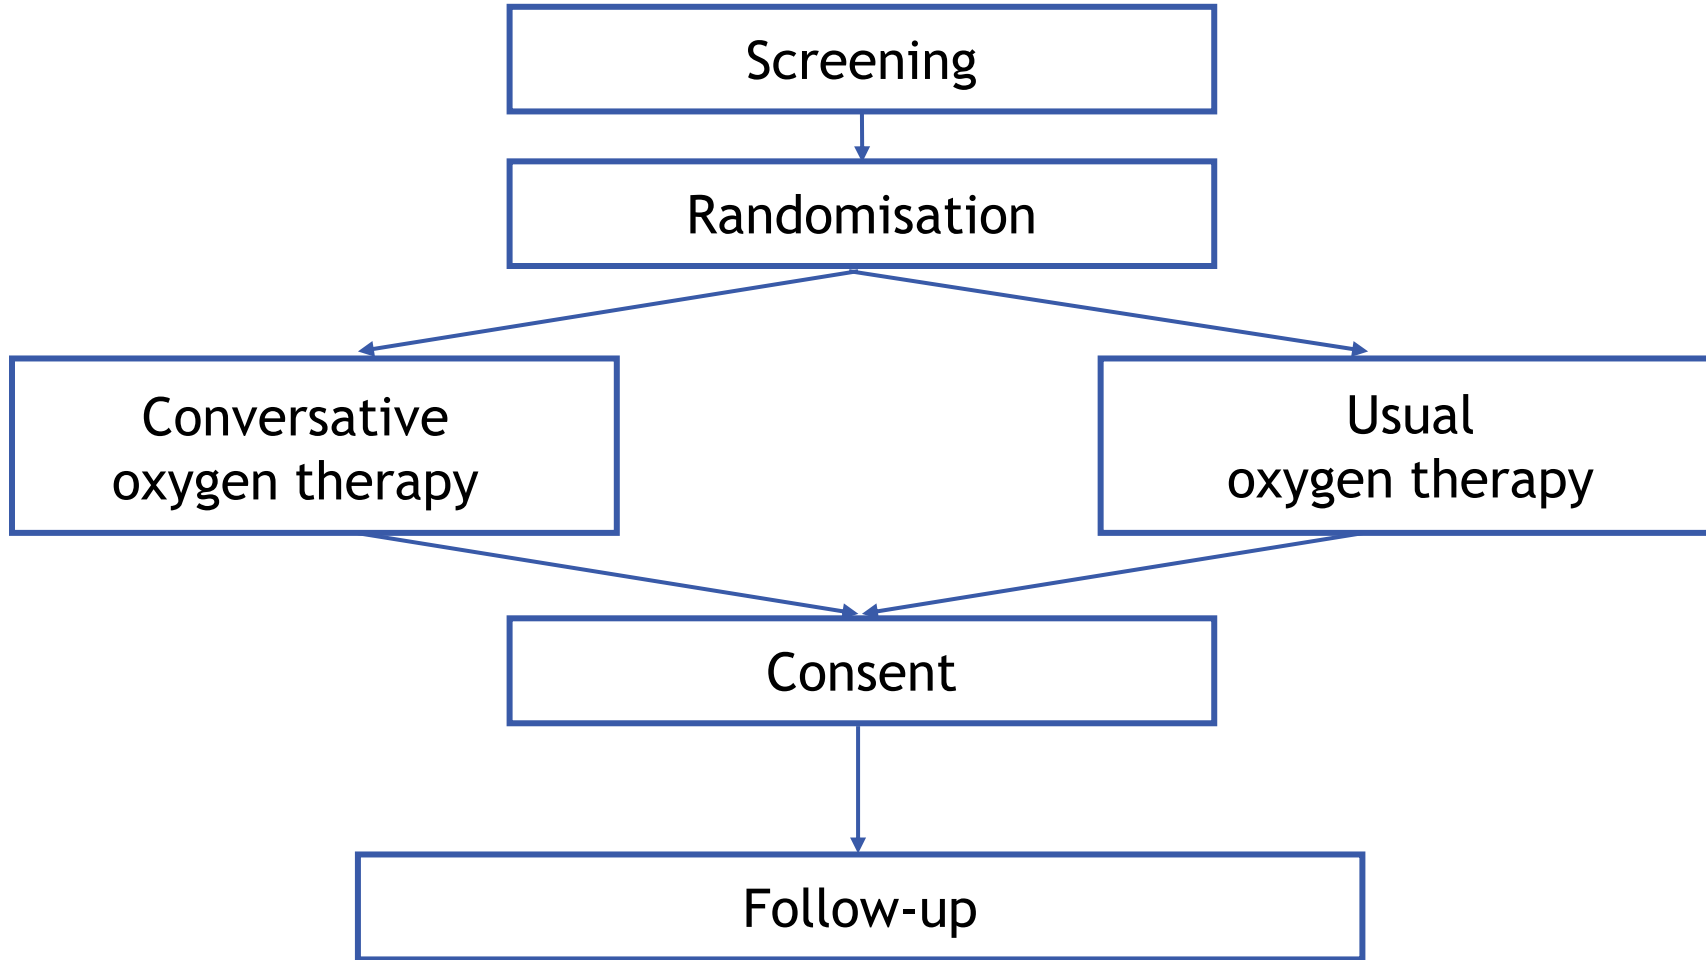 Screening
Randomisation
Conversative
oxygen therapy
Usual
oxygen therapy
Consent
Follow-up